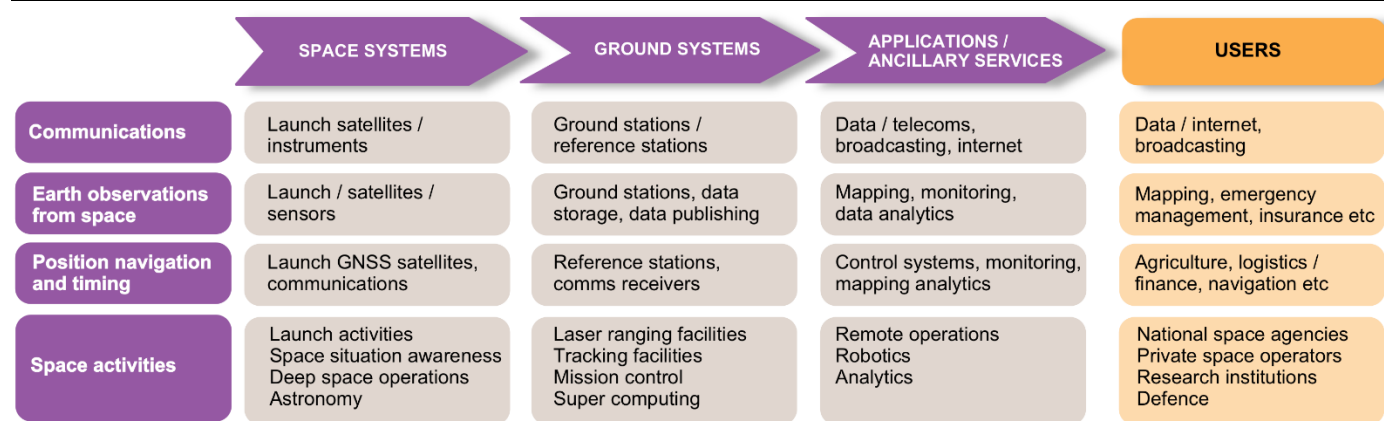 SPACE SYSTEMS
GROUND SYSTEMS
APPLICATIONS /
ANCILLARY SERVICES
USERS
Communications
Launch satellites /
instruments
Ground stations /
reference stations
Data / telecoms,
broadcasting, internet
Data / internet,
broadcasting
Earth observations
from space
Launch / satellites /
sensors
Ground stations, data
storage, data publishing
Mapping, monitoring,
data analytics
Mapping, emergency
management, insurance etc
Position navigation
and timing
Launch GNSS satellites,
communications
Reference stations,
comms receivers
Control systems, monitoring,
mapping analytics
Agriculture, logistics /
finance, navigation etc
Space activities
Launch activities
Space situation awareness
Deep space operations
Astronomy
Laser ranging facilities
Tracking facilities
Mission control
Super computing
Remote operations
Robotics
Analytics
National space agencies
Private space operators
Research institutions
Defence